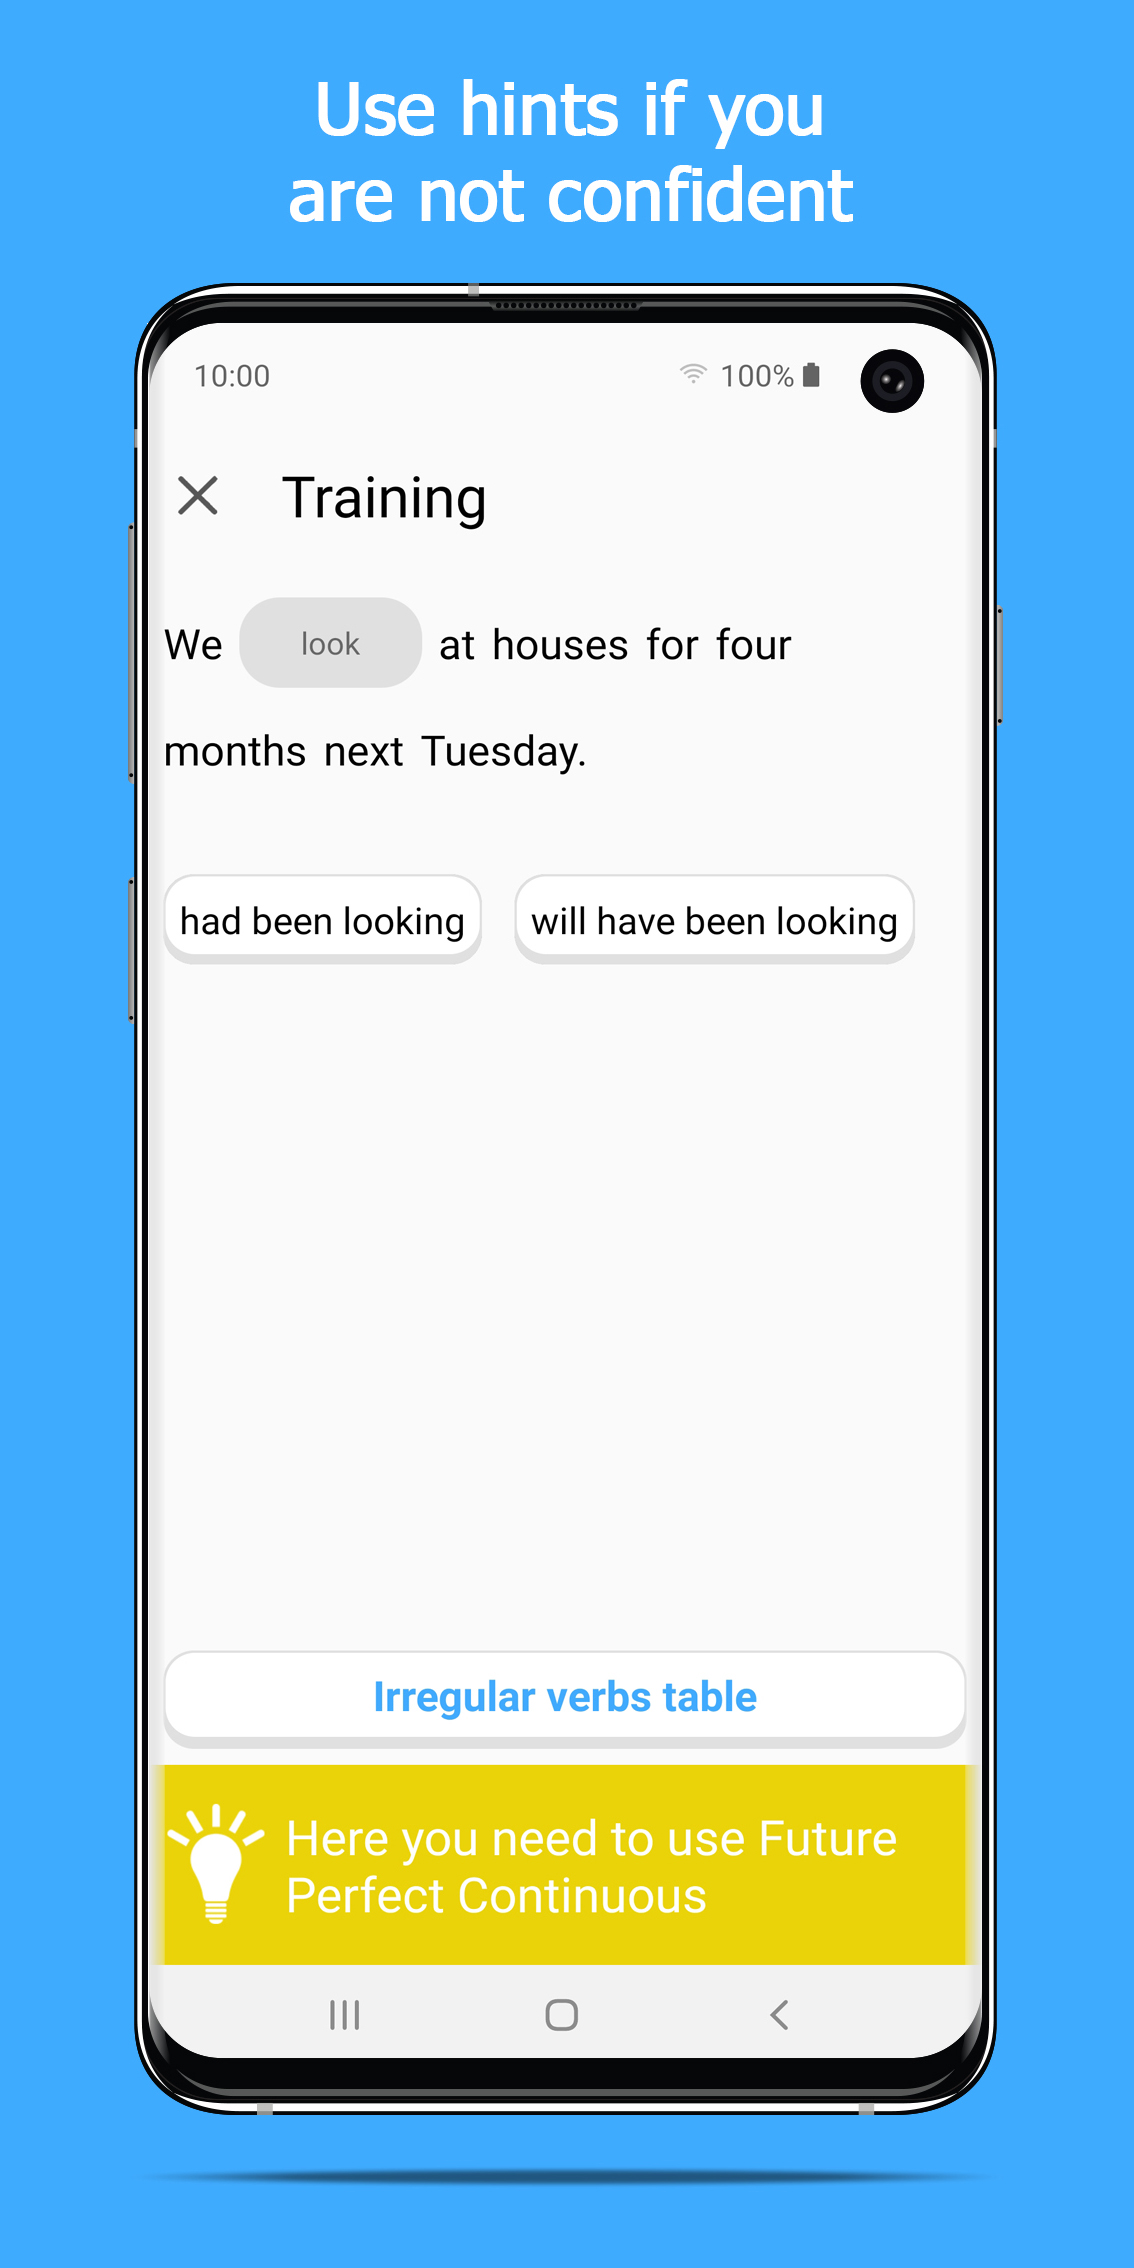 Use hints if you
are not confident
10:00 100%
Training
We look at houses for four
months next Tuesday.
had been looking will have been looking
Irregular verbs table
Here you need to use Future
Perfect Continuous